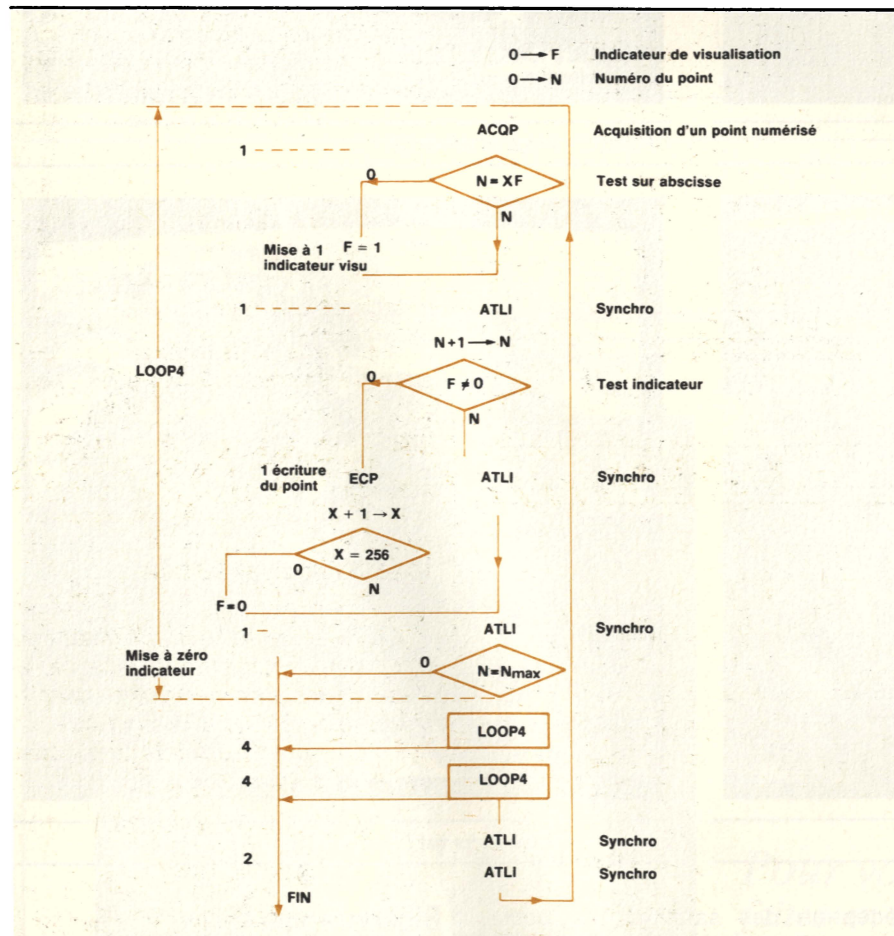 0 → F Indicateur de visualisation
0 → N Numéro du point
ACQP Acquisition d'un point numérisé
1
0
N = XF Test sur abscisse
N
F = 1
Mise à 1
indicateur visu
1 ATLI Synchro
N+1 → N
LOOP4
0
F ≠ 0 Test indicateur
N
1 écriture
du point
ECP ATLI Synchro
X + 1 → X
X = 256
0
N
F=0
1 ATLI Synchro
Mise à zéro
indicateur
0
N=Nmax
LOOP4
4
LOOP4
4
ATLI Synchro
2
ATLI Synchro
FIN